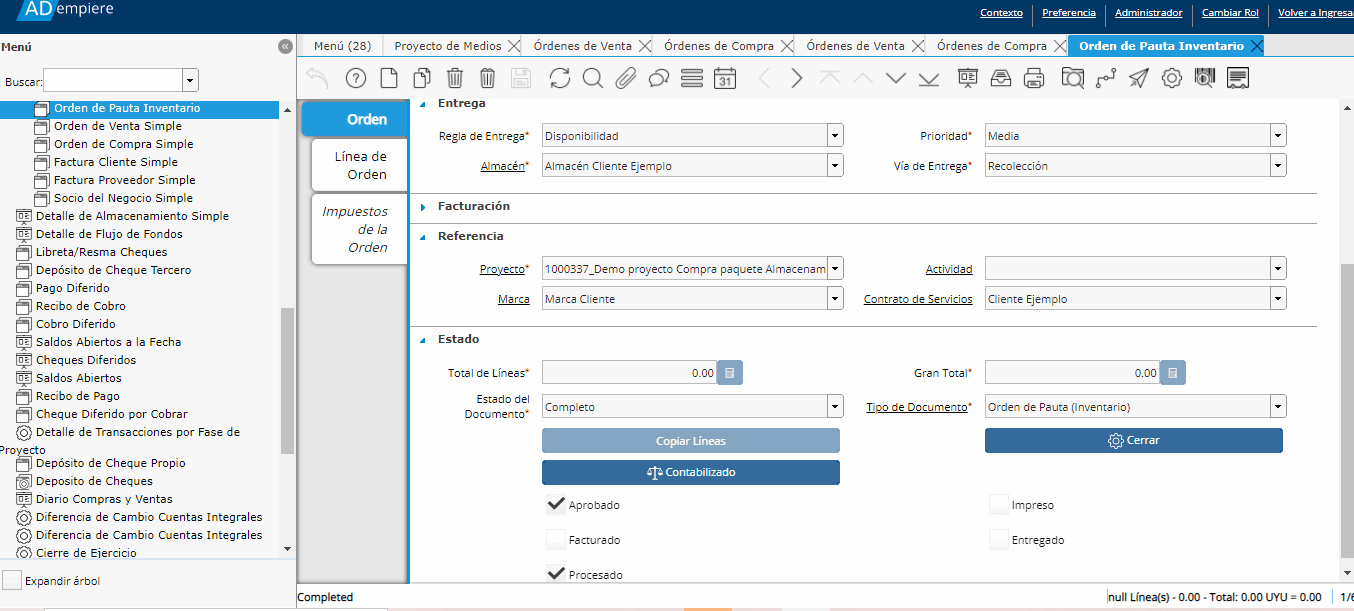 ADempiere
Contexto Preferencia Administrador Cambiar Rol Volver a Ingresa
Menú
Buscar:
Orden de Pauta Inventario
Orden de Venta Simple
Orden de Compra Simple
Factura Cliente Simple
Factura Proveedor Simple
Socio del Negocio Simple
Detalle de Almacenamiento Simple
Detalle de Flujo de Fondos
Libreta/Resma Cheques
Depósito de Cheque Tercero
Pago Diferido
Recibo de Cobro
Cobro Diferido
Saldos Abiertos a la Fecha
Cheques Diferidos
Saldos Abiertos
Recibo de Pago
Cheque Diferido por Cobrar
Detalle de Transacciones por Fase de
Proyecto
Depósito de Cheque Propio
Deposito de Cheques
Diario Compras y Ventas
Diferencia de Cambio Cuentas Integrales
Diferencia de Cambio Cuentas Integrales
Cierre de Ejercicio
Expandir árbol
Menú (28) Proyecto de Medios Órdenes de Venta Órdenes de Compra Órdenes de Venta Órdenes de Compra Orden de Pauta Inventario
31
Orden
Línea de
Orden
Impuestos
de la
Orden
Entrega
Regla de Entrega* Disponibilidad Prioridad* Media
Almacén* Almacén Cliente Ejemplo Vía de Entrega* Recolección
Facturación
Referencia
Proyecto* 1000337_Demo proyecto Compra paquete Almacenam Actividad
Marca Marca Cliente Contrato de Servicios Cliente Ejemplo
Estado
Total de Líneas* 0.00 Gran Total* 0.00
Estado del
Documento* Completo Tipo de Documento* Orden de Pauta (Inventario)
Copiar Líneas Cerrar
Contabilizado
Aprobado Impreso
Facturado Entregado
Procesado
Completed null Línea(s) - 0.00 - Total: 0.00 UYU = 0.00 1/6